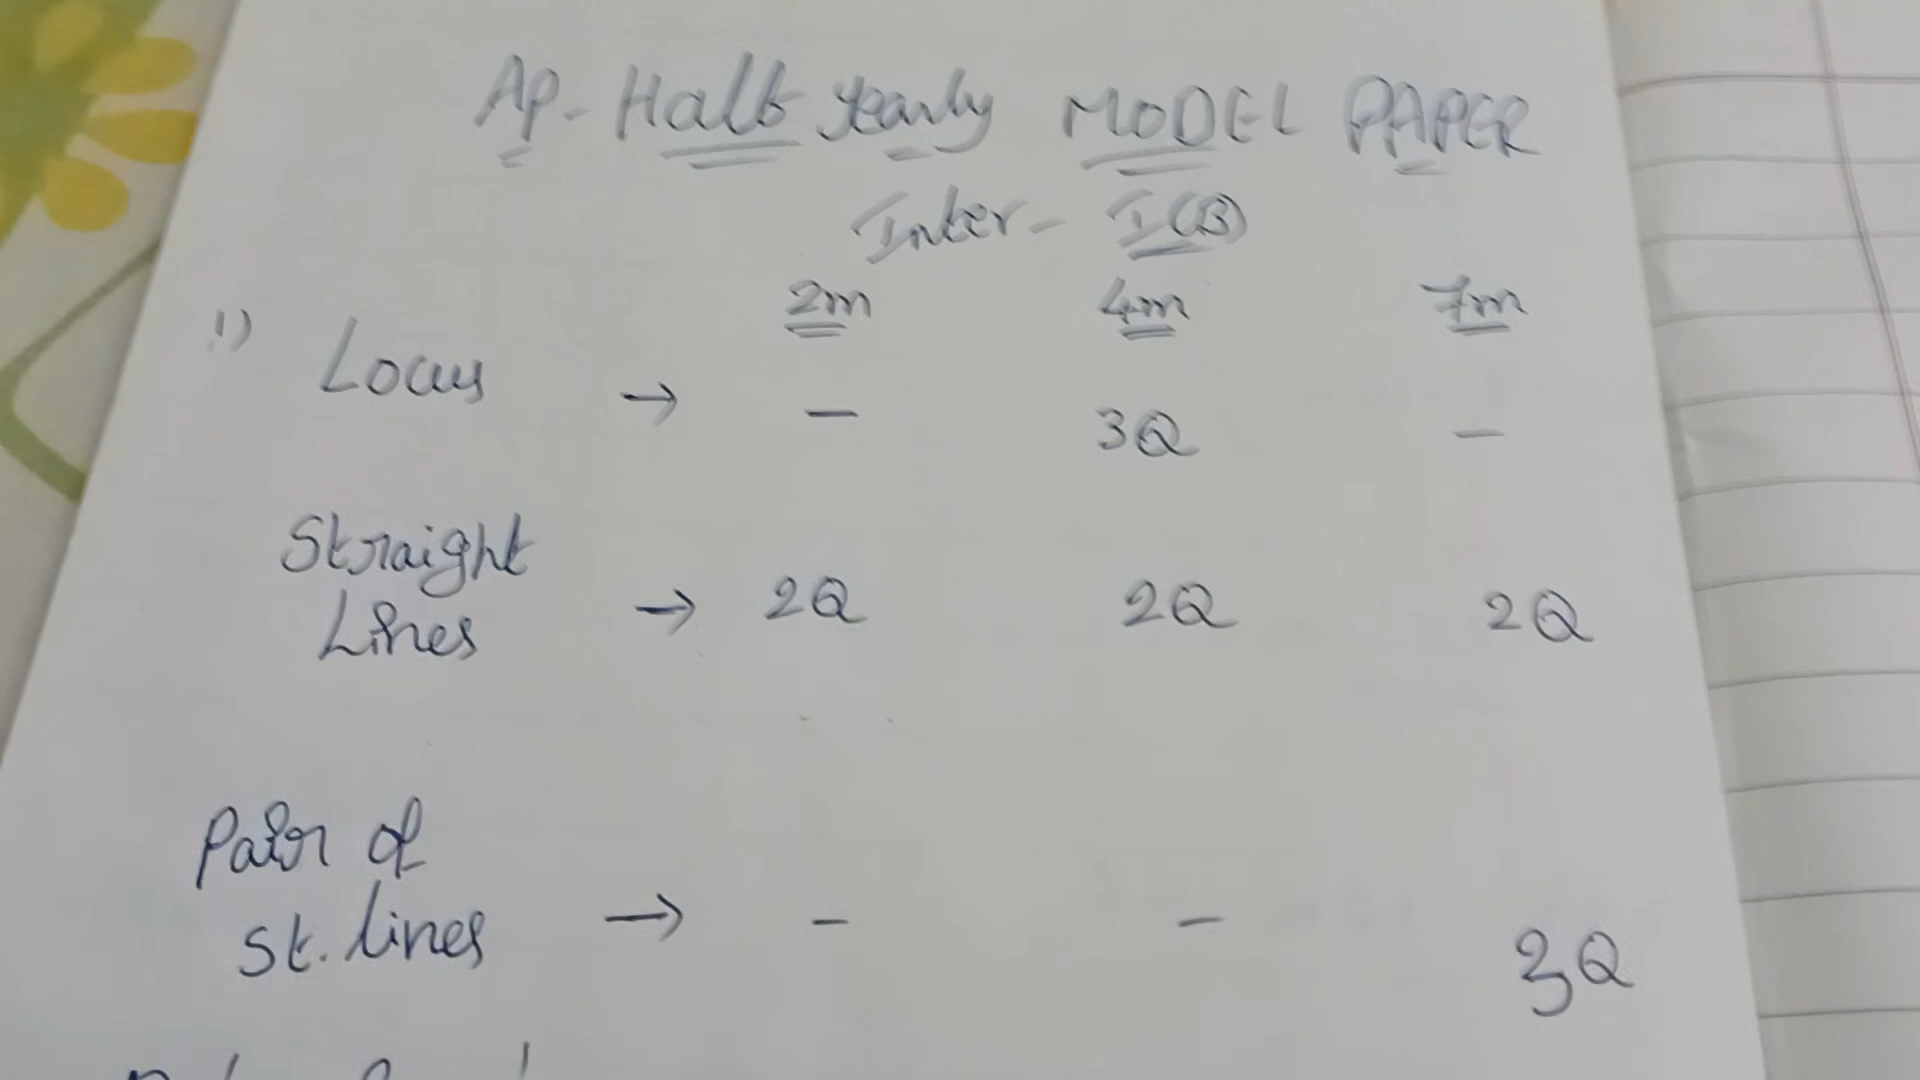 AP- Half yearly MODEL PAPER
Inter- I(B)
2m 4m 7m
1) Locus → - 3Q -
Straight
Lines → 2Q 2Q 2Q
Pair of
St. lines → - - 3Q